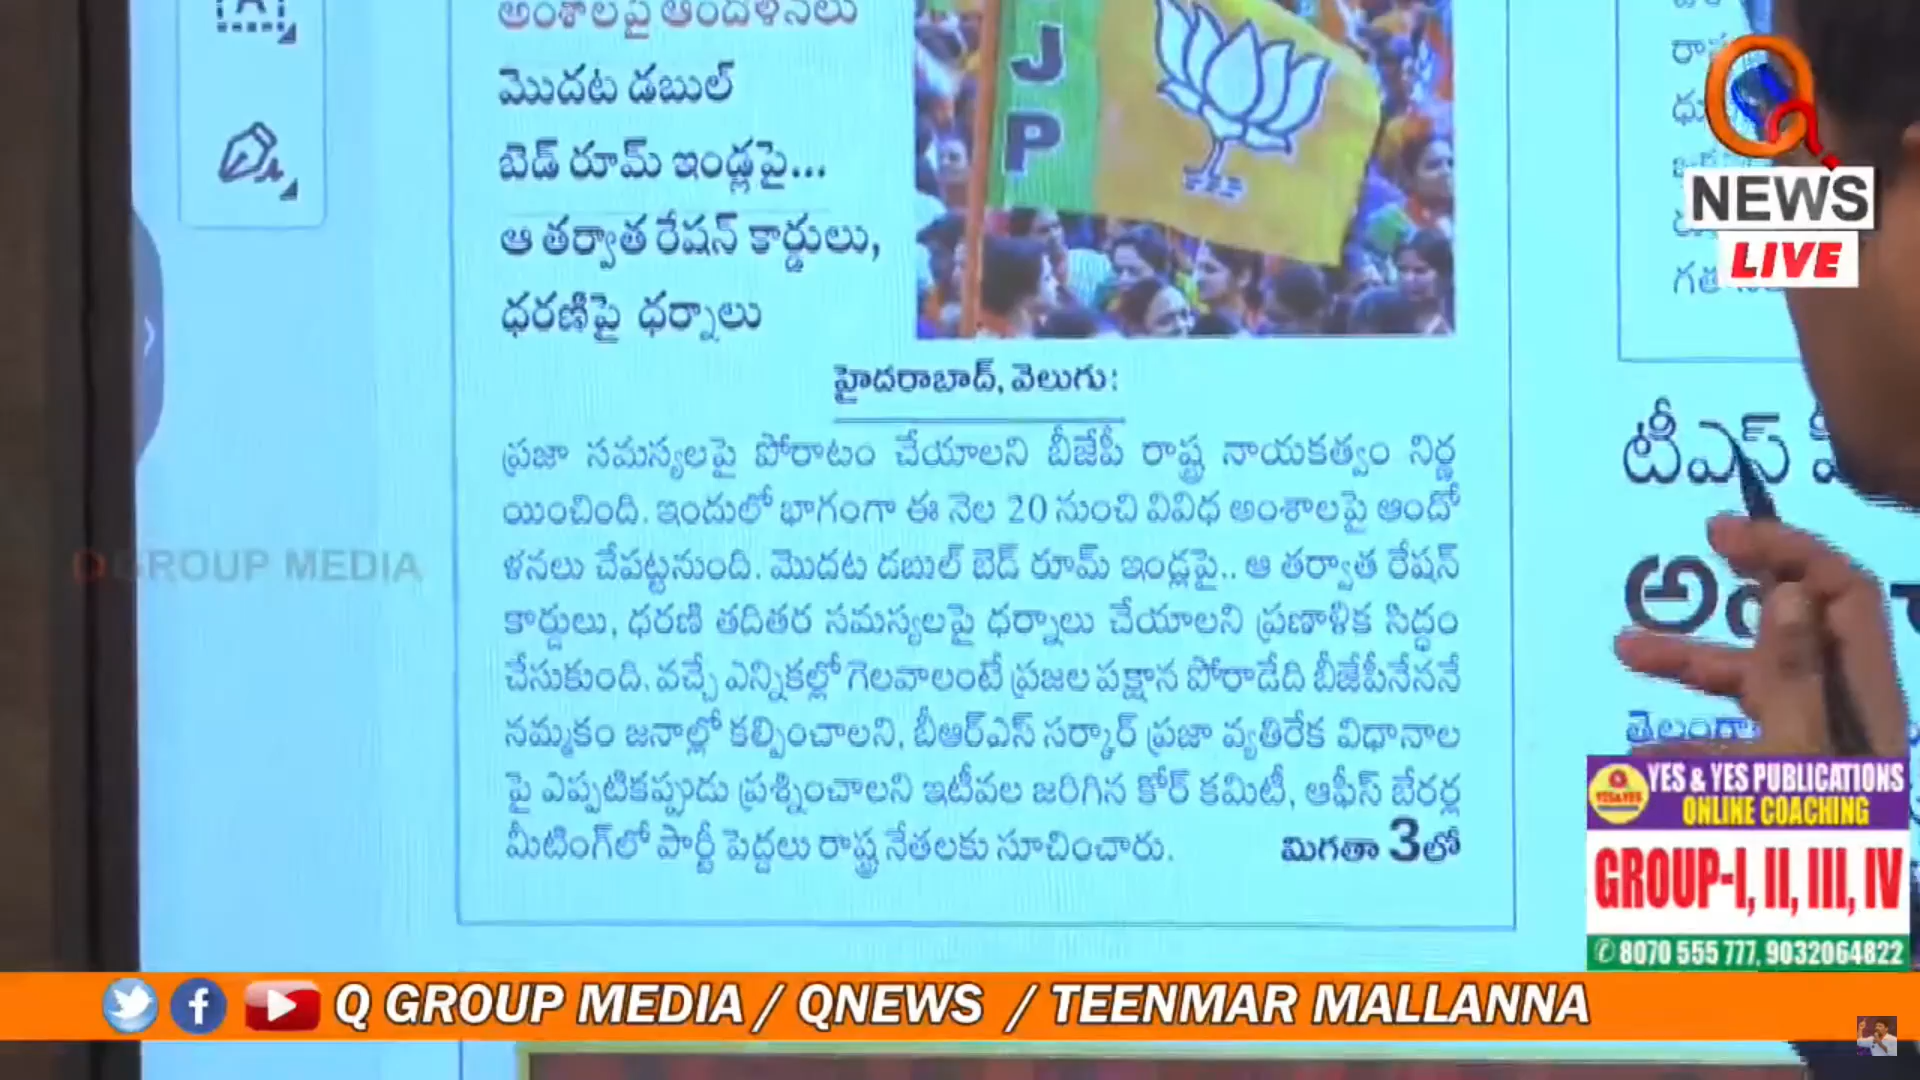 అంశాలపై ఆందోళనలు
మొదట డబుల్
బెడ్ రూమ్ ఇండ్లపై...
ఆ తర్వాత రేషన్ కార్డులు,
ధరణిపై ధర్నాలు
JP
హైదరాబాద్, వెలుగు:
ప్రజా సమస్యలపై పోరాటం చేయాలని బీజేపీ రాష్ట్ర నాయకత్వం నిర్ణ
యించింది. ఇందులో భాగంగా ఈ నెల 20 నుంచి వివిధ అంశాలపై ఆందో
ళనలు చేపట్టనుంది. మొదట డబుల్ బెడ్ రూమ్ ఇండ్లపై.. ఆ తర్వాత రేషన్
కార్డులు, ధరణి తదితర సమస్యలపై ధర్నాలు చేయాలని ప్రణాళిక సిద్ధం
చేసుకుంది. వచ్చే ఎన్నికల్లో గెలవాలంటే ప్రజల పక్షాన పోరాడేది బీజేపీనేననే
నమ్మకం జనాల్లో కల్పించాలని, బీఆర్ఎస్ సర్కార్ ప్రజా వ్యతిరేక విధానాల
పై ఎప్పటికప్పుడు ప్రశ్నించాలని ఇటీవల జరిగిన కోర్ కమిటీ, ఆఫీస్ బేరర్ల
మీటింగ్‌లో పార్టీ పెద్దలు రాష్ట్ర నేతలకు సూచించారు. మిగతా 3లో
Q GROUP MEDIA
Q
NEWS
LIVE
టీఎస్
YES & YES PUBLICATIONS
ONLINE COACHING
GROUP-I, II, III, IV
8070 555 777, 9032064822
Q GROUP MEDIA / QNEWS / TEENMAR MALLANNA